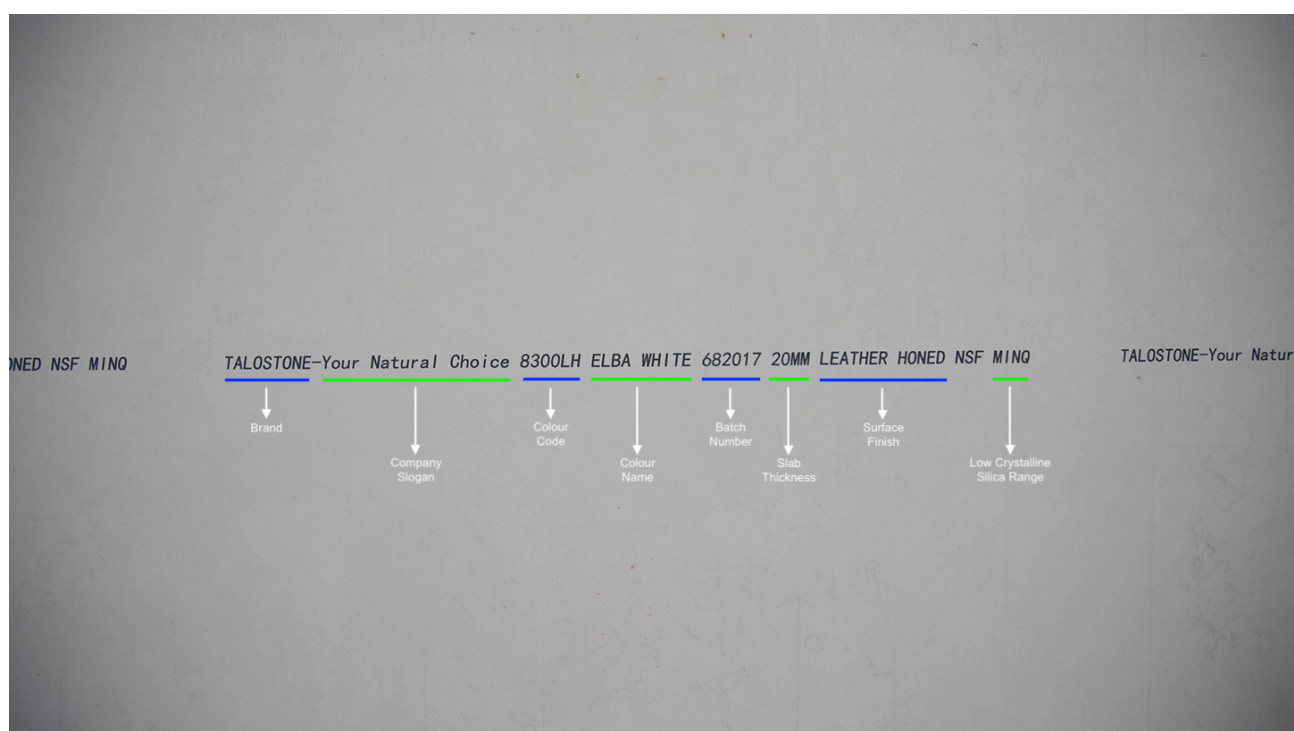 ONED NSF MINQ
TALOSTONE-Your Natural Choice 8300LH ELBA WHITE 682017 20MM LEATHER HONED NSF MINQ
TALOSTONE-Your Natur
Brand
Company
Slogan
Colour
Code
Colour
Name
Batch
Number
Slab
Thickness
Surface
Finish
Low Crystalline
Silica Range